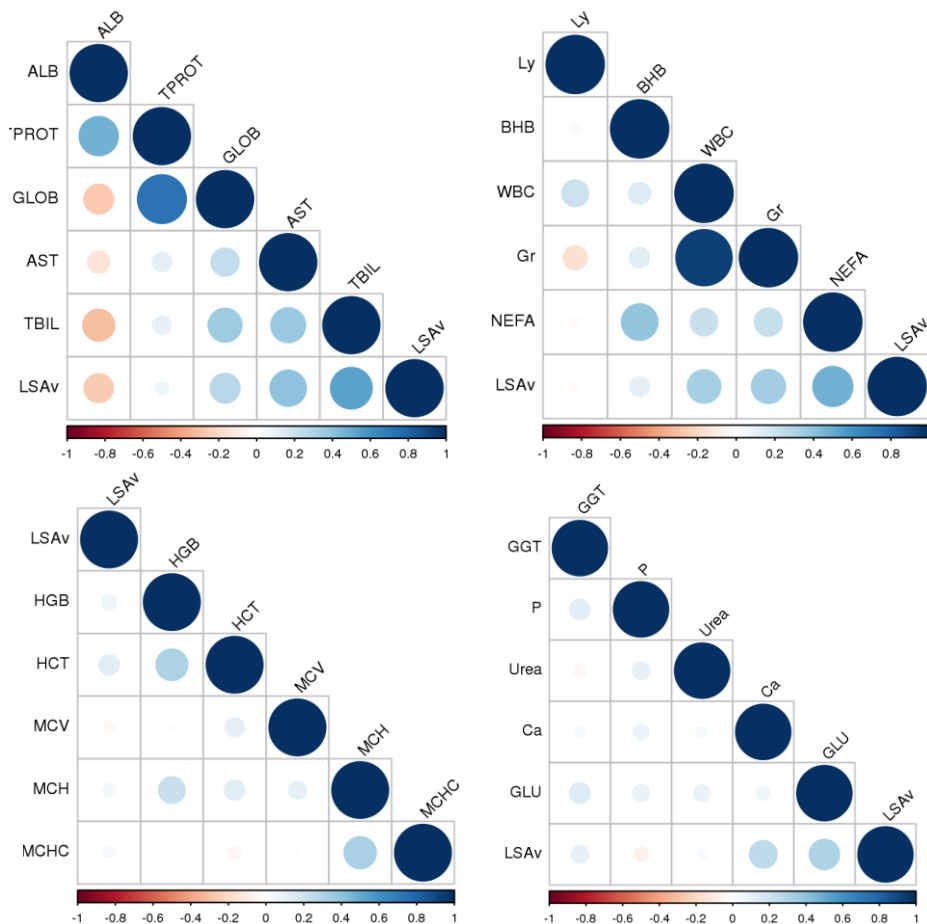 ALB
ALB
TPROT
TPROT
GLOB
GLOB
AST
AST
TBIL
TBIL
LSAv
LSAv
-1 -0.8 -0.6 -0.4 -0.2 0 0.2 0.4 0.6 0.8 1
Ly
Ly
BHB
BHB
WBC
WBC
Gr
Gr
NEFA
NEFA
LSAv
LSAv
-1 -0.8 -0.6 -0.4 -0.2 0 0.2 0.4 0.6 0.8
LSAv
LSAv
HGB
HGB
HCT
HCT
MCV
MCV
MCH
MCH
MCHC
MCHC
-1 -0.8 -0.6 -0.4 -0.2 0 0.2 0.4 0.6 0.8 1
GGT
GGT
P
P
Urea
Urea
Ca
Ca
GLU
GLU
LSAv
LSAv
-1 -0.8 -0.6 -0.4 -0.2 0 0.2 0.4 0.6 0.8 1